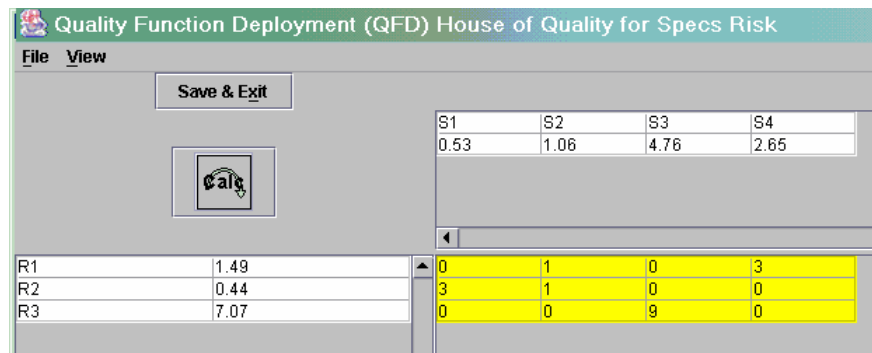 Quality Function Deployment (QFD) House of Quality for Specs Risk
File View
Save & Exit
S1 S2 S3 S4
0.53 1.06 4.76 2.65
Calc
R1 1.49 0 1 0 3
R2 0.44 3 1 0 0
R3 7.07 0 0 9 0